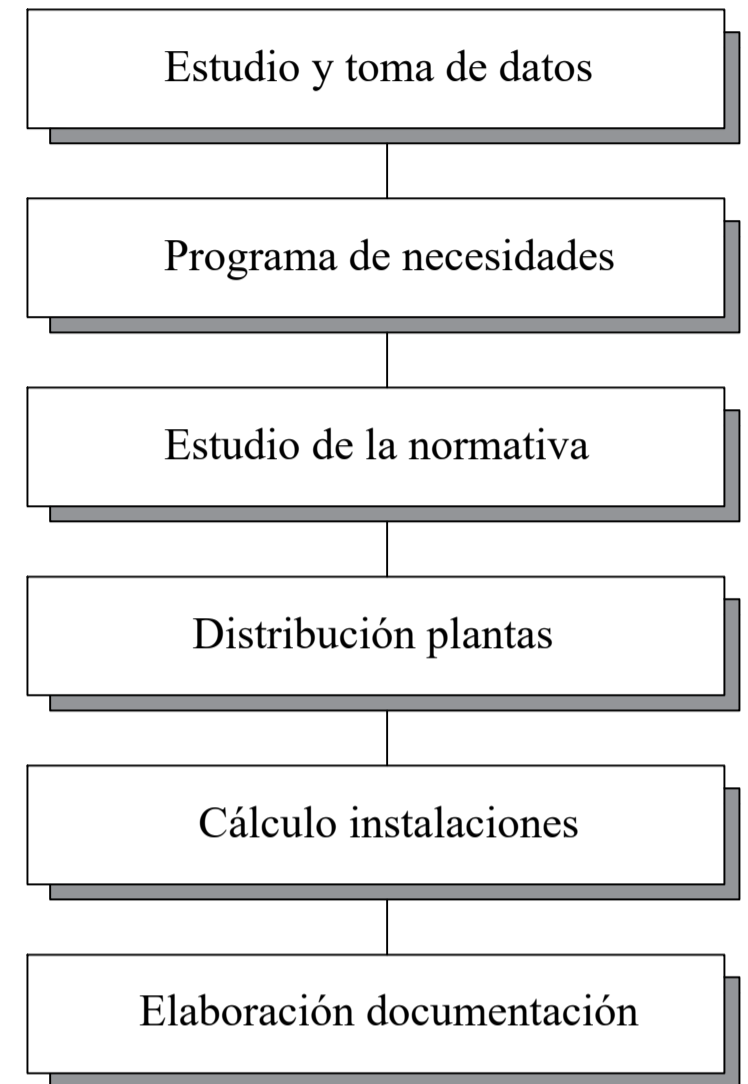 Estudio y toma de datos
Programa de necesidades
Estudio de la normativa
Distribución plantas
Cálculo instalaciones
Elaboración documentación